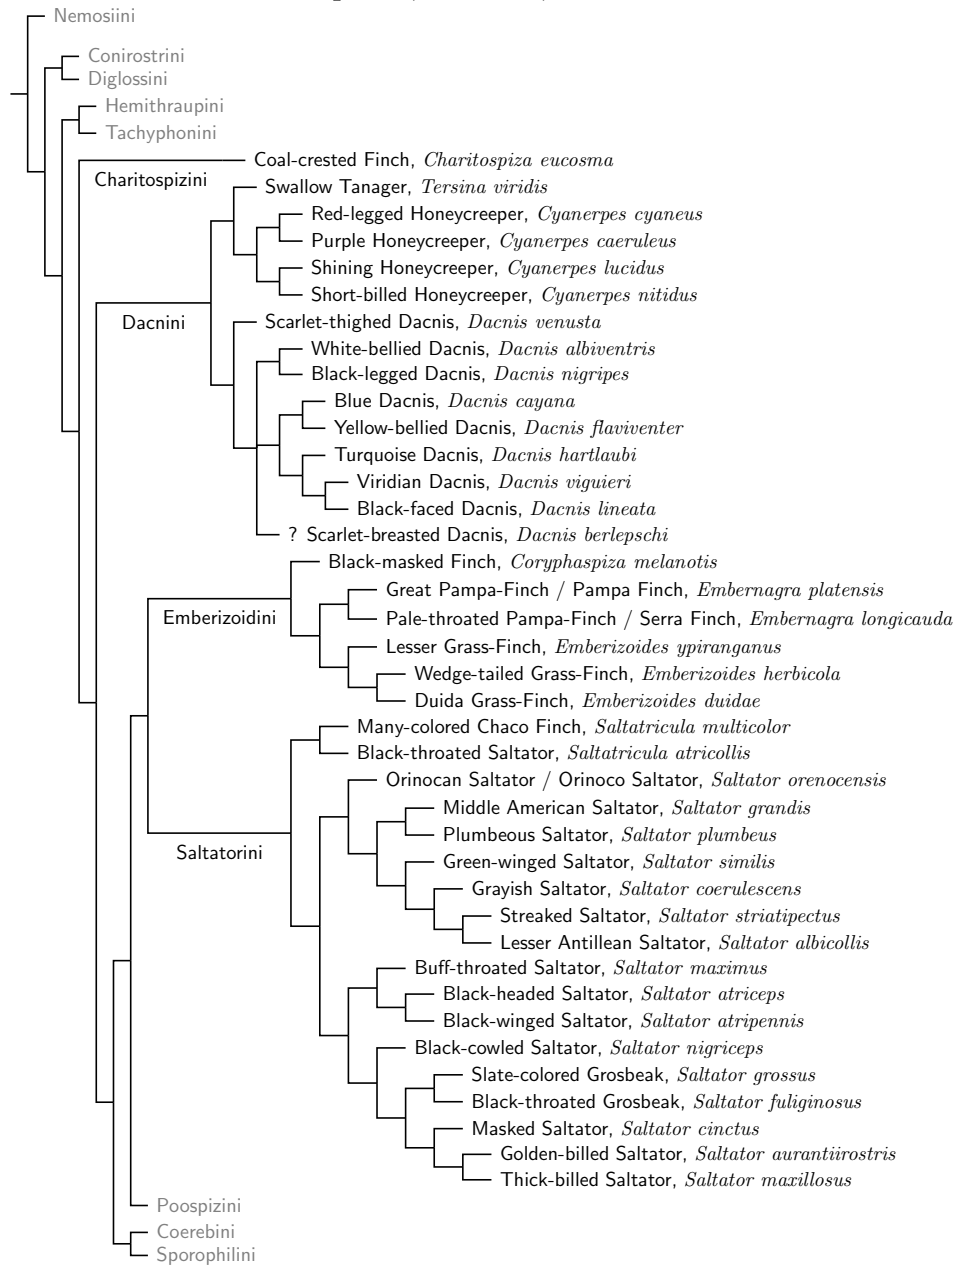 Nemosiini
Conirostrini
Diglossini
Hemithraupini
Tachyphonini
Coal-crested Finch, Charitospiza eucosma
Charitospizini
Swallow Tanager, Tersina viridis
Red-legged Honeycreeper, Cyanerpes cyaneus
Purple Honeycreeper, Cyanerpes caeruleus
Shining Honeycreeper, Cyanerpes lucidus
Short-billed Honeycreeper, Cyanerpes nitidus
Dacnini
Scarlet-thighed Dacnis, Dacnis venusta
White-bellied Dacnis, Dacnis albiventris
Black-legged Dacnis, Dacnis nigripes
Blue Dacnis, Dacnis cayana
Yellow-bellied Dacnis, Dacnis flaviventer
Turquoise Dacnis, Dacnis hartlaubi
Viridian Dacnis, Dacnis viguieri
Black-faced Dacnis, Dacnis lineata
? Scarlet-breasted Dacnis, Dacnis berlepschi
Black-masked Finch, Coryphaspiza melanotis
Great Pampa-Finch / Pampa Finch, Embernagra platensis
Emberizoidini
Pale-throated Pampa-Finch / Serra Finch, Embernagra longicauda
Lesser Grass-Finch, Emberizoides ypiranganus
Wedge-tailed Grass-Finch, Emberizoides herbicola
Duida Grass-Finch, Emberizoides duidae
Many-colored Chaco Finch, Saltatricula multicolor
Black-throated Saltator, Saltatricula atricollis
Orinocan Saltator / Orinoco Saltator, Saltator orenocensis
Middle American Saltator, Saltator grandis
Plumbeous Saltator, Saltator plumbeus
Saltatorini
Green-winged Saltator, Saltator similis
Grayish Saltator, Saltator coerulescens
Streaked Saltator, Saltator striatipectus
Lesser Antillean Saltator, Saltator albicollis
Buff-throated Saltator, Saltator maximus
Black-headed Saltator, Saltator atriceps
Black-winged Saltator, Saltator atripennis
Black-cowled Saltator, Saltator nigriceps
Slate-colored Grosbeak, Saltator grossus
Black-throated Grosbeak, Saltator fuliginosus
Masked Saltator, Saltator cinctus
Golden-billed Saltator, Saltator aurantiirostris
Thick-billed Saltator, Saltator maxillosus
Poospizini
Coerebini
Sporophilini